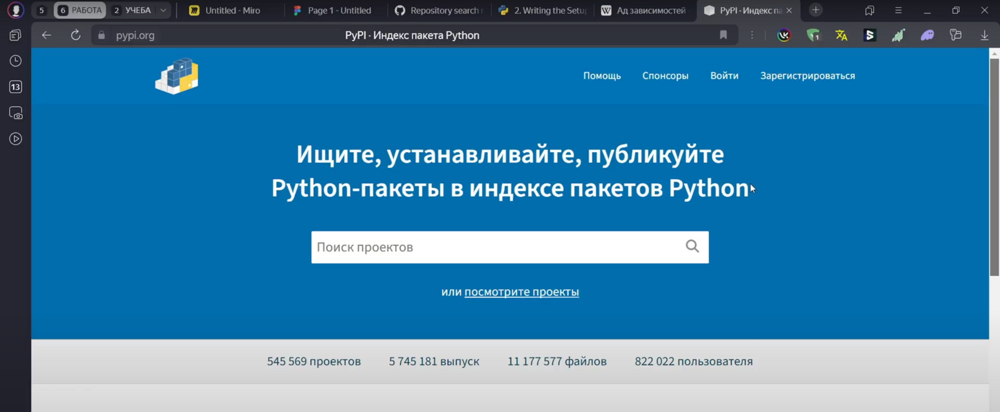 5
6 РАБОТА
2 УЧЕБА
Untitled - Miro
Page 1 - Untitled
Repository search
2. Writing the Setu
Ад зависимостей
PyPI · Индекс па
pypi.org
PyPI · Индекс пакета Python
1
13
Помощь
Спонсоры
Войти
Зарегистрироваться
Ищите, устанавливайте, публикуйте
Python-пакеты в индексе пакетов Python
Поиск проектов
или посмотрите проекты
545 569 проектов
5 745 181 выпуск
11 177 577 файлов
822 022 пользователя